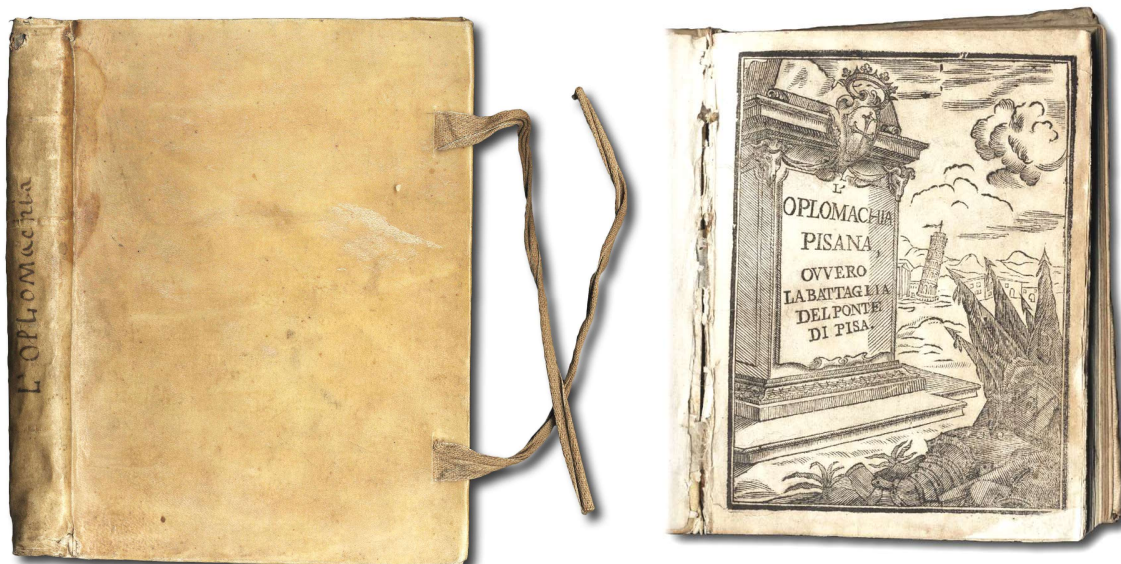 L'OPLOMachia
L'
OPLOMACHIA
PISANA,
OVVERO
LA BATTAGLIA
DEL PONTE
DI PISA.